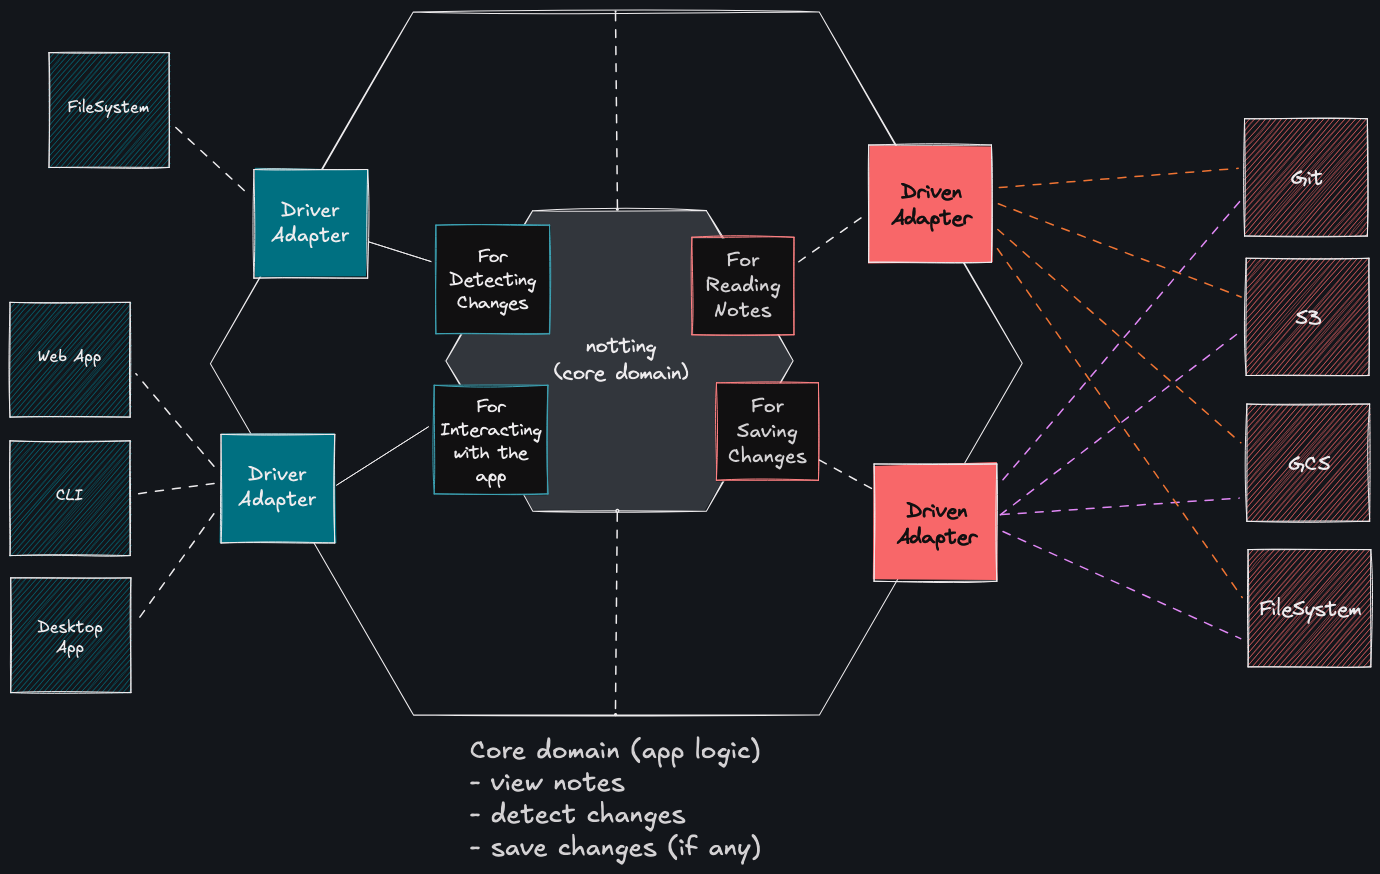 FileSystem
Driver
Adapter
For
Detecting
Changes
Web App
CLI
Desktop
App
Driver
Adapter
For
Interacting
with the
app
notting
(core domain)
For
Reading
Notes
For
Saving
Changes
Driven
Adapter
Driven
Adapter
Git
S3
GCS
FileSystem
Core domain (app logic)
- view notes
- detect changes
- save changes (if any)